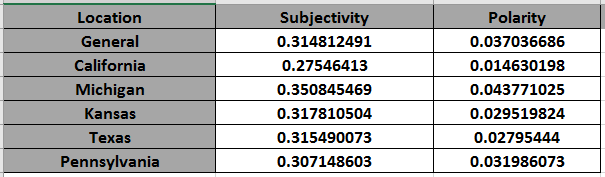 Location Subjectivity Polarity
General 0.314812491 0.037036686
California 0.27546413 0.014630198
Michigan 0.350845469 0.043771025
Kansas 0.317810504 0.029519824
Texas 0.315490073 0.02795444
Pennsylvania 0.307148603 0.031986073